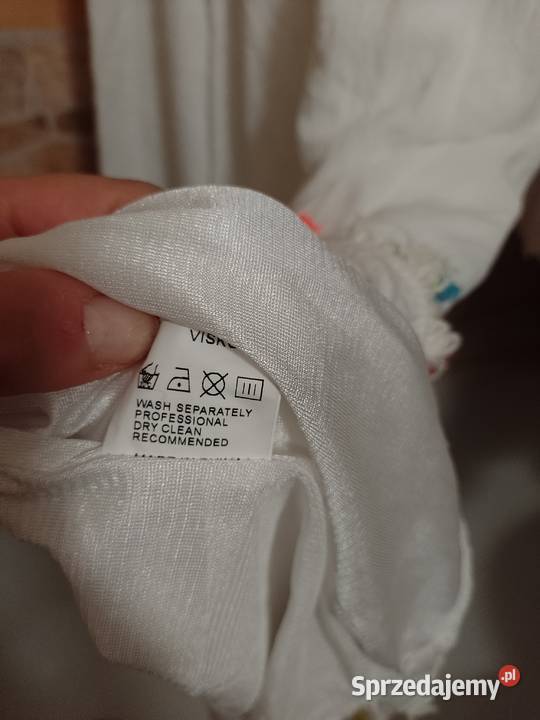 WASH SEPARATELY
PROFESSIONAL
DRY CLEAN
RECOMMENDED
Sprzedajemy.pl